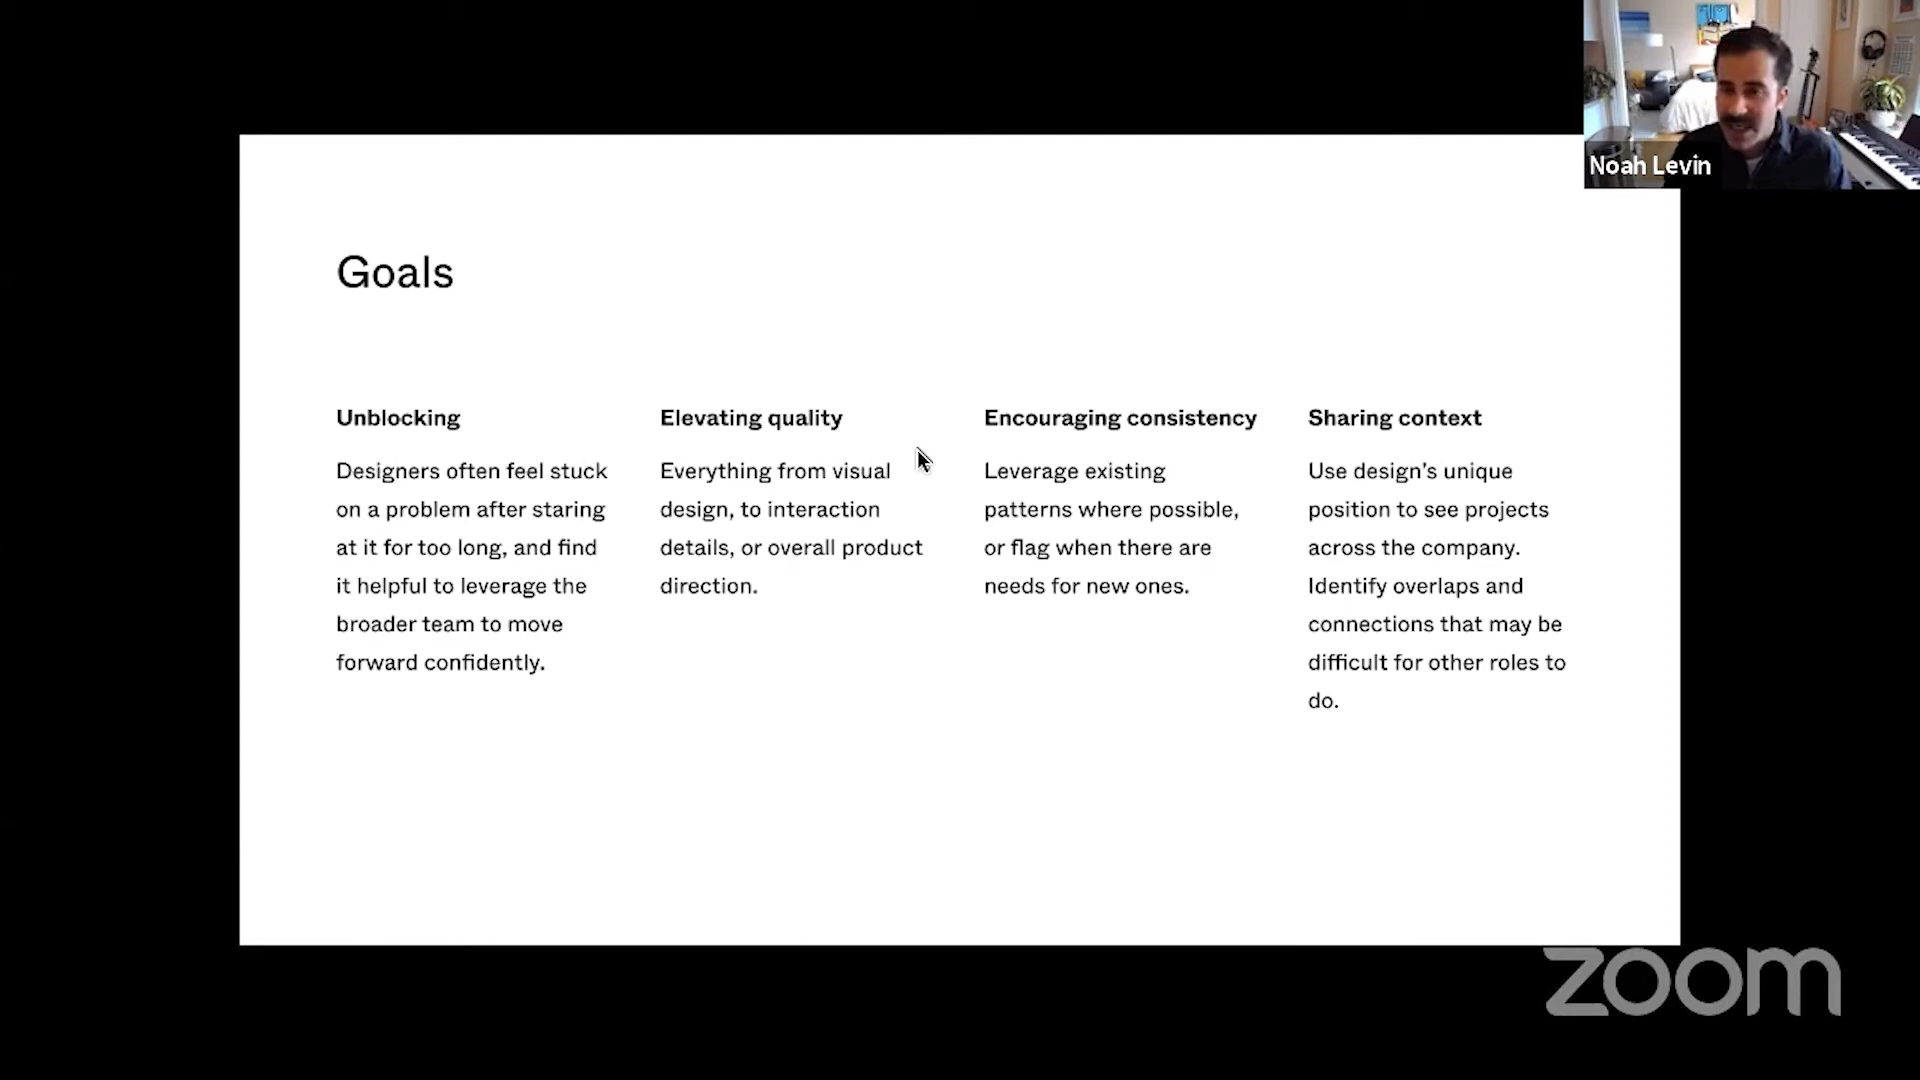 Noah Levin
Goals
Unblocking
Designers often feel stuck
on a problem after staring
at it for too long, and find
it helpful to leverage the
broader team to move
forward confidently.
Elevating quality
Everything from visual
design, to interaction
details, or overall product
direction.
Encouraging consistency
Leverage existing
patterns where possible,
or flag when there are
needs for new ones.
Sharing context
Use design’s unique
position to see projects
across the company.
Identify overlaps and
connections that may be
difficult for other roles to
do.
zoom